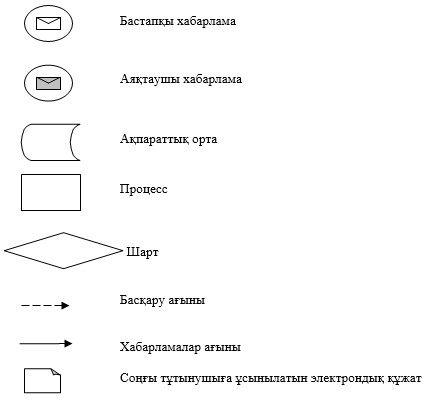 Бастапқы хабарлама
Аяқтаушы хабарлама
Ақпараттық орта
Процесс
Шарт
Басқару ағыны
Хабарламалар ағыны
Соңғы тұтынушыға ұсынылатын электрондық құжат